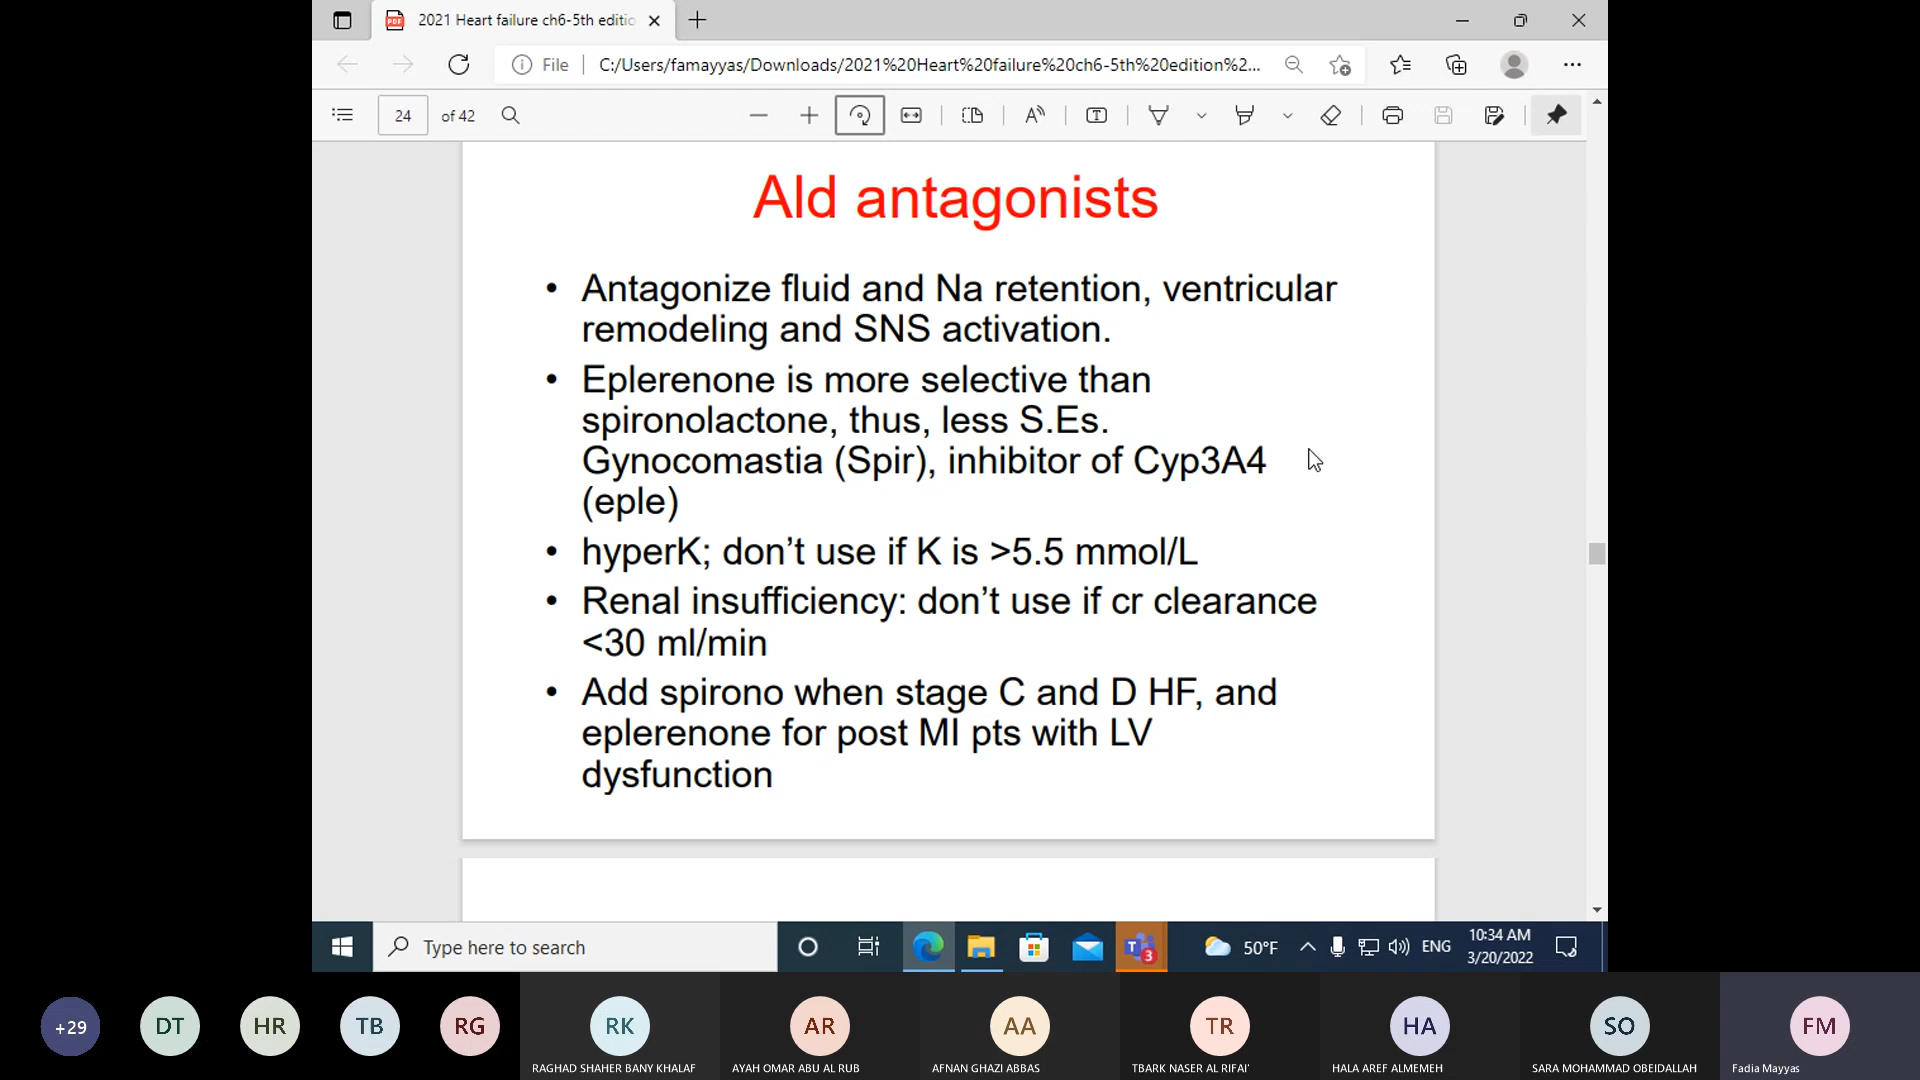 2021 Heart failure ch6-5th editio
File
C:/Users/famayyas/Downloads/2021%20Heart%20failure%20ch6-5th%20edition%2...
24 of 42
Ald antagonists
• Antagonize fluid and Na retention, ventricular
remodeling and SNS activation.
• Eplerenone is more selective than
spironolactone, thus, less S.Es.
Gynocomastia (Spir), inhibitor of Cyp3A4
(eple)
• hyperK; don’t use if K is >5.5 mmol/L
• Renal insufficiency: don’t use if cr clearance
<30 ml/min
• Add spirono when stage C and D HF, and
eplerenone for post MI pts with LV
dysfunction
Type here to search
3
50°F
ENG
10:34 AM
3/20/2022
+29 DT HR TB RG RK AR AA TR HA SO FM
RAGHAD SHAHER BANY KHALAF AYAH OMAR ABU AL RUB AFNAN GHAZI ABBAS TBARK NASER AL RIFAI' HALA AREF ALMEMEH SARA MOHAMMAD OBEIDALLAH Fadia Mayyas